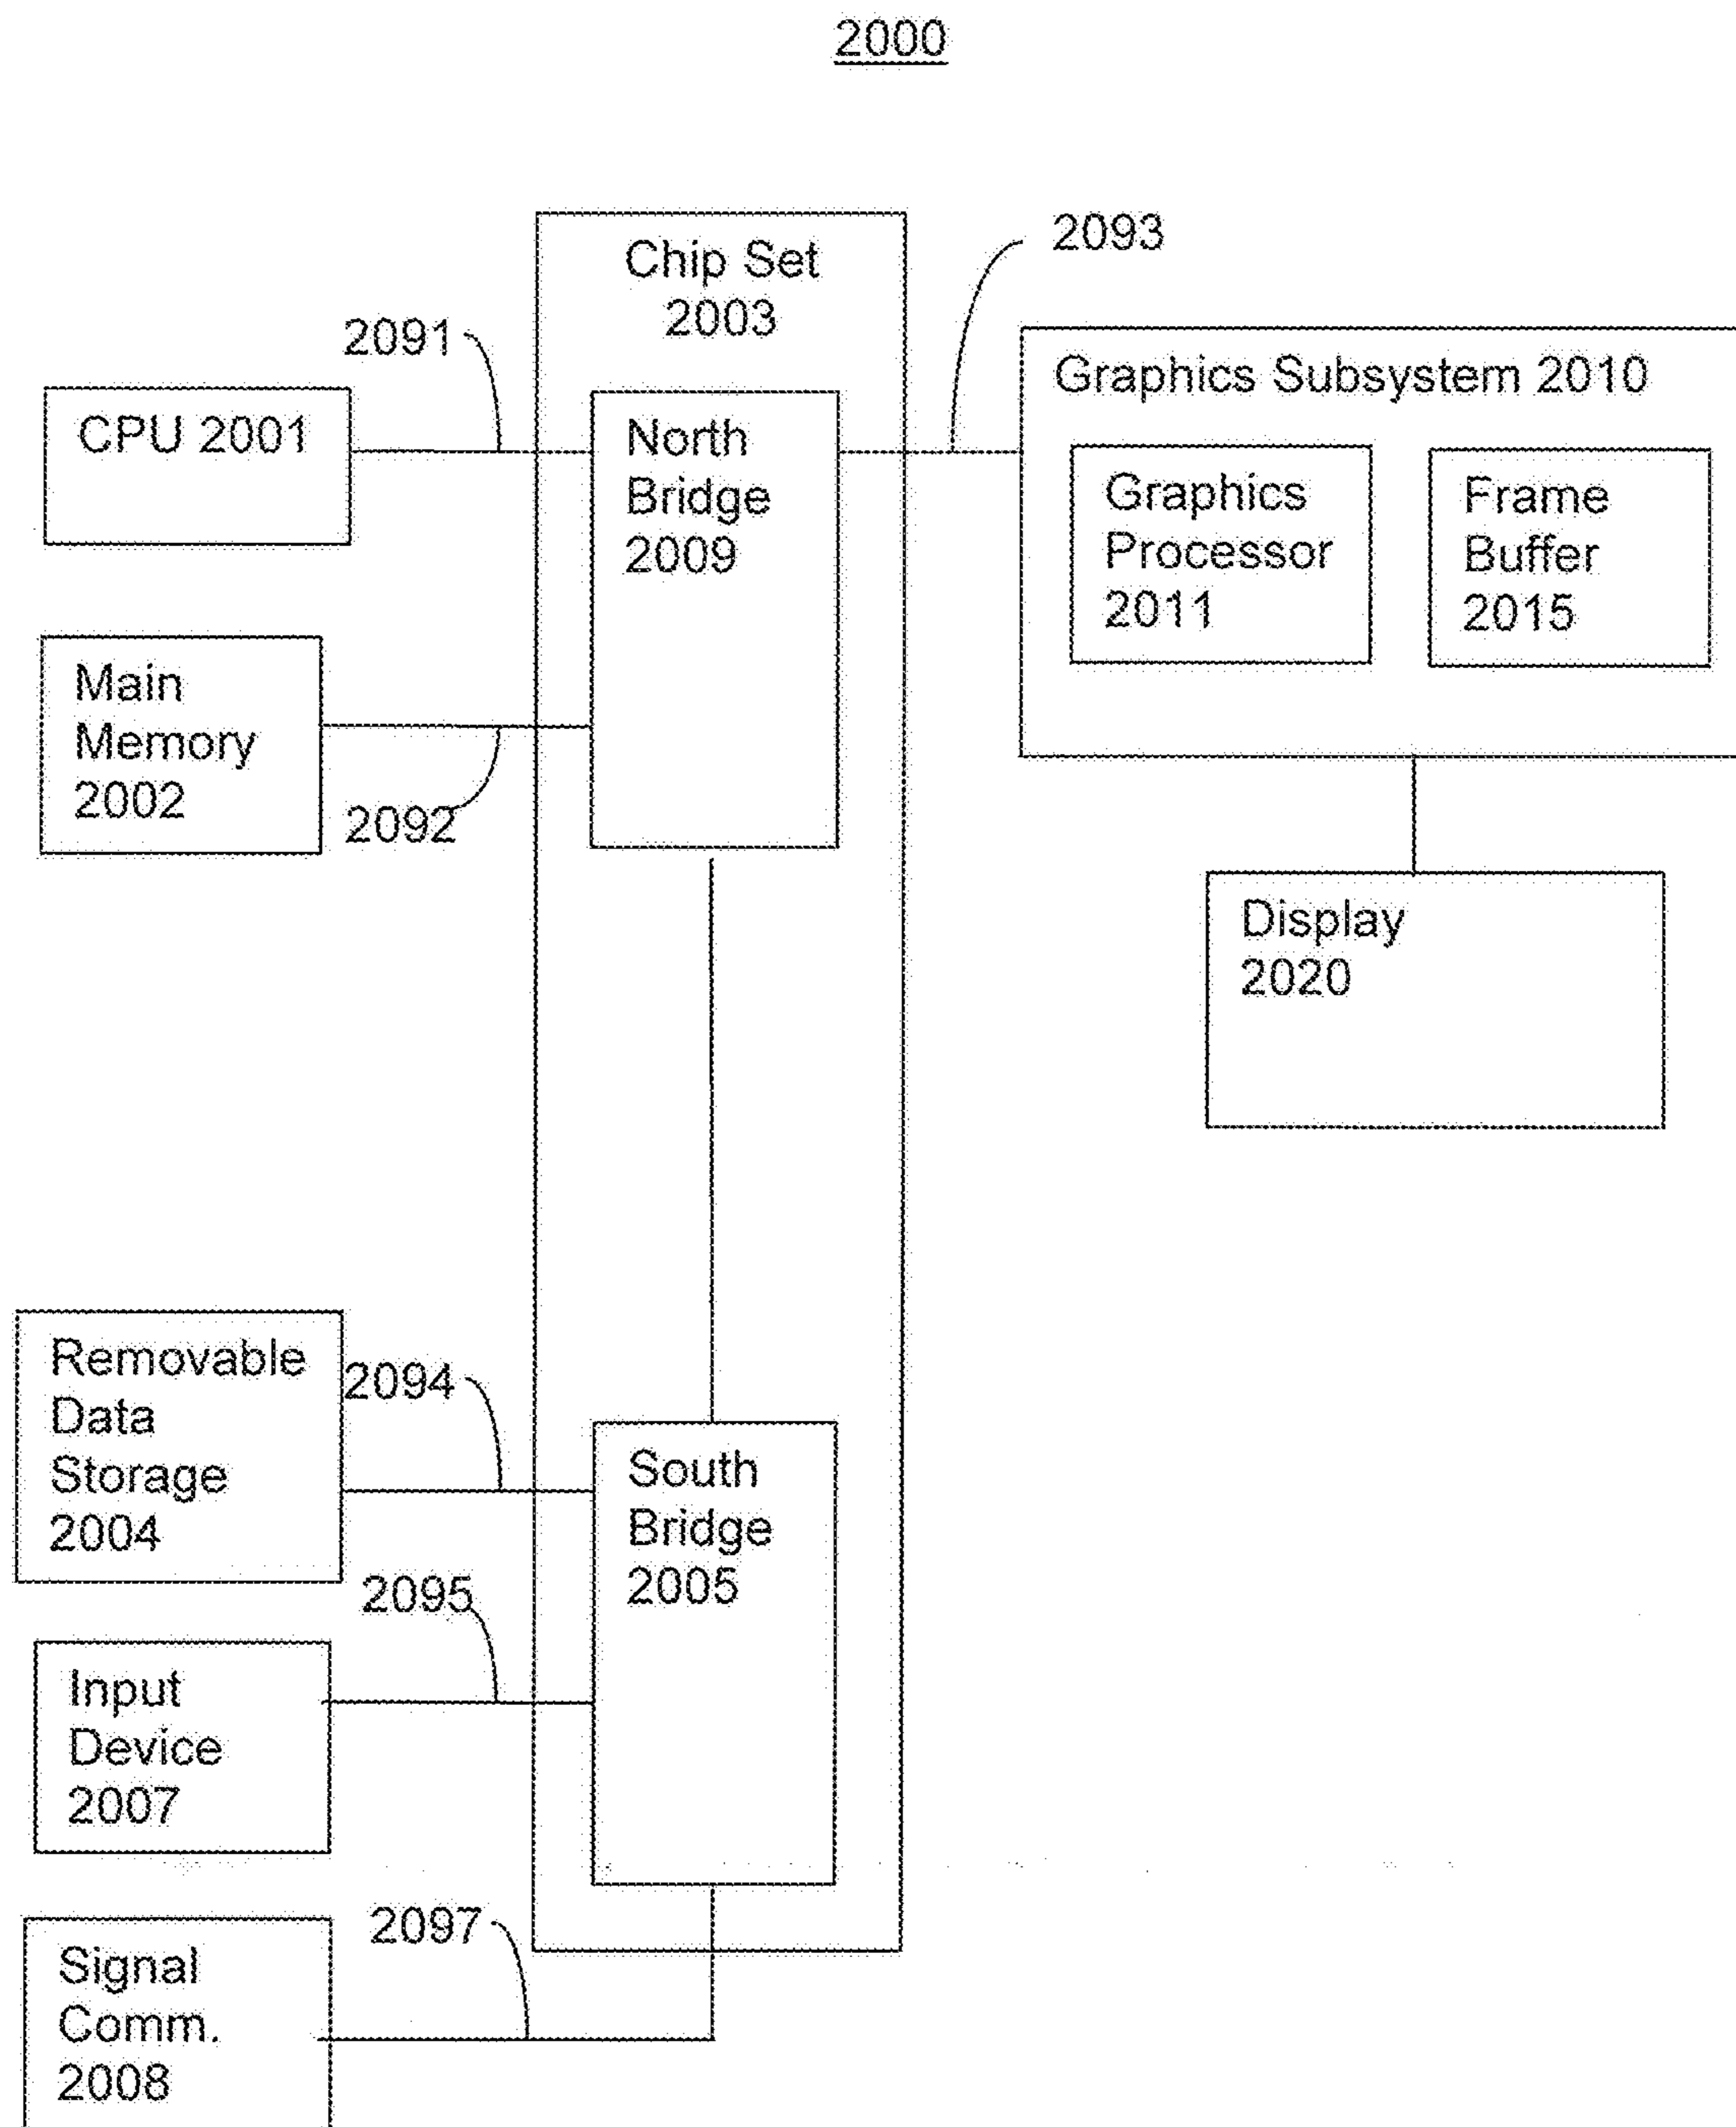 2000
Chip Set
2003
2093
2091
Graphics Subsystem 2010
CPU 2001
North
Bridge
2009
Graphics
Processor
2011
Frame
Buffer
2015
Main
Memory
2002
2092
Display
2020
Removable
Data
Storage
2004
2094
South
Bridge
2005
2095
Input
Device
2007
2097
Signal
Comm.
2008